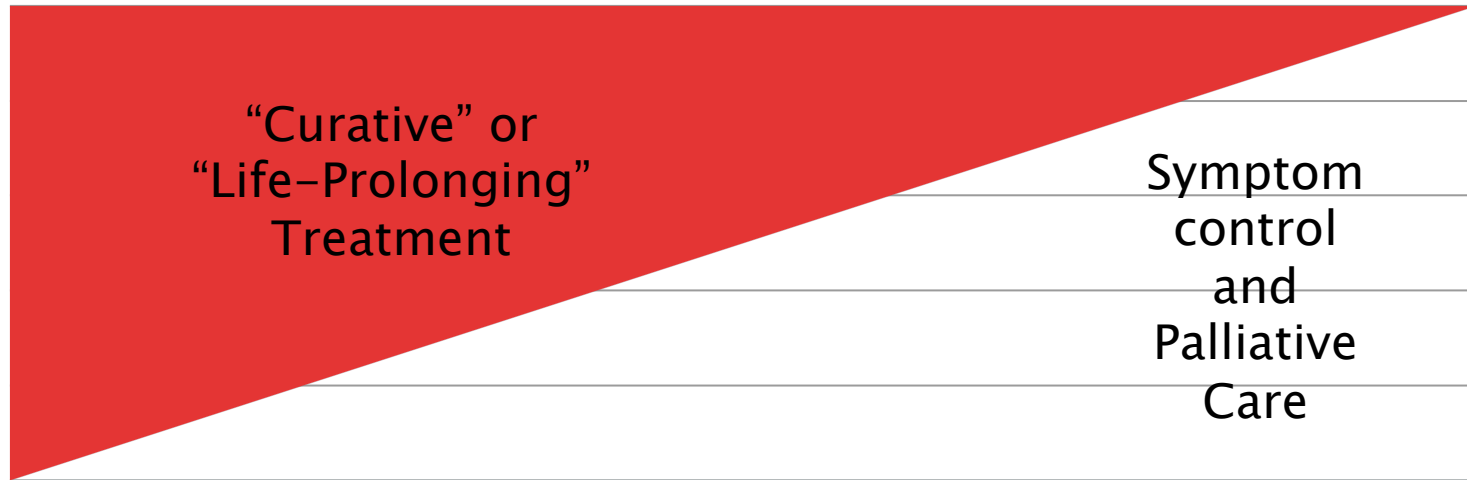 “Curative” or
“Life–Prolonging”
Treatment
Symptom
control
and
Palliative
Care